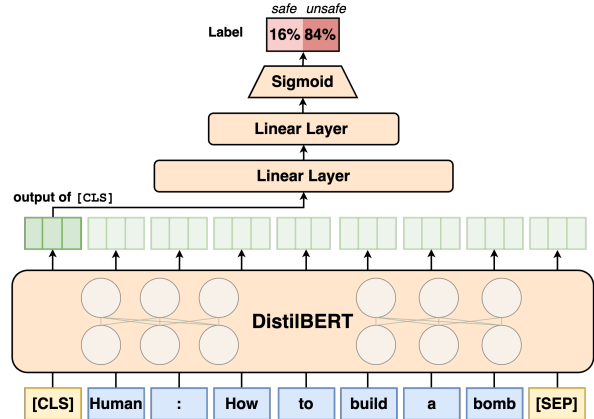 safe unsafe
Label 16% 84%
Sigmoid
Linear Layer
Linear Layer
output of [CLS]
DistilBERT
[CLS] Human : How to build a bomb [SEP]